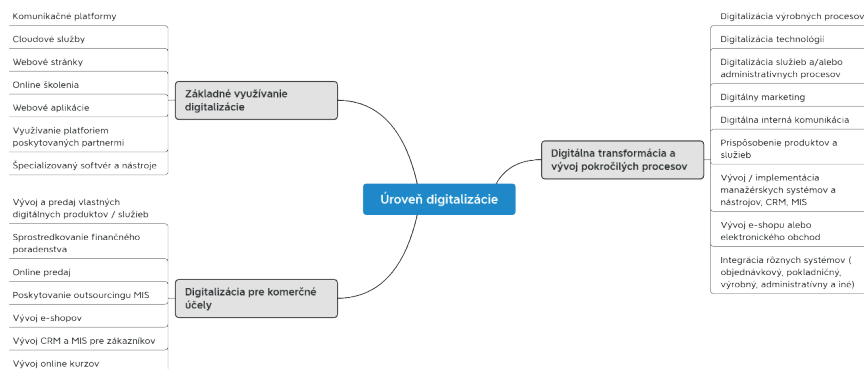 Komunikačné platformy
Cloudové služby
Webové stránky
Online školenia
Webové aplikácie
Využívanie platforiem
poskytovaných partnermi
Špecializovaný softvér a nástroje
Základné využívanie
digitalizácie
Vývoj a predaj vlastných
digitálnych produktov / služieb
Sprostredkovanie finančného
poradenstva
Online predaj
Poskytovanie outsourcingu MIS
Vývoj e-shopov
Vývoj CRM a MIS pre zákazníkov
Vývoj online kurzov
Digitalizácia pre komerčné
účely
Úroveň digitalizácie
Digitálna transformácia a
vývoj pokročilých procesov
Digitalizácia výrobných procesov
Digitalizácia technológií
Digitalizácia služieb a/alebo
administratívnych procesov
Digitálny marketing
Digitálna interná komunikácia
Prispôsobenie produktov a
služieb
Vývoj / implementácia
manažérskych systémov a
nástrojov, CRM, MIS
Vývoj e-shopu alebo
elektronického obchod
Integrácia rôznych systémov (
objednávkový, pokladničný,
výrobný, administratívny a iné)